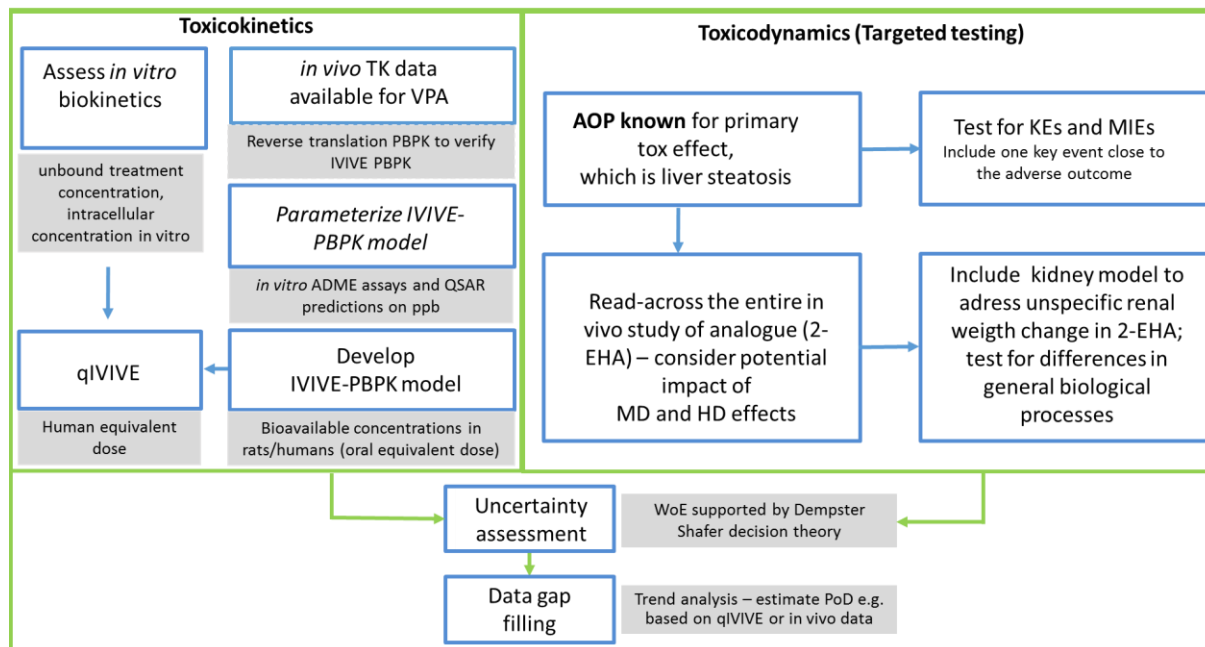 Toxicokinetics
Assess in vitro
biokinetics
unbound treatment
concentration,
intracellular
concentration in vitro
qIVIVE
Human equivalent
dose
in vivo TK data
available for VPA
Reverse translation PBPK to verify
IVIVE PBPK
Parameterize IVIVE-
PBPK model
in vitro ADME assays and QSAR
predictions on ppb
Develop
IVIVE-PBPK model
Bioavailable concentrations in
rats/humans (oral equivalent dose)
Toxicodynamics (Targeted testing)
AOP known for primary
tox effect,
which is liver steatosis
Test for KEs and MIEs
Include one key event close to
the adverse outcome
Read-across the entire in
vivo study of analogue (2-
EHA) – consider potential
impact of
MD and HD effects
Include kidney model to
adress unspecific renal
weigth change in 2-EHA;
test for differences in
general biological
processes
Uncertainty
assessment
WoE supported by Dempster
Shafer decision theory
Data gap
filling
Trend analysis – estimate PoD e.g.
based on qIVIVE or in vivo data